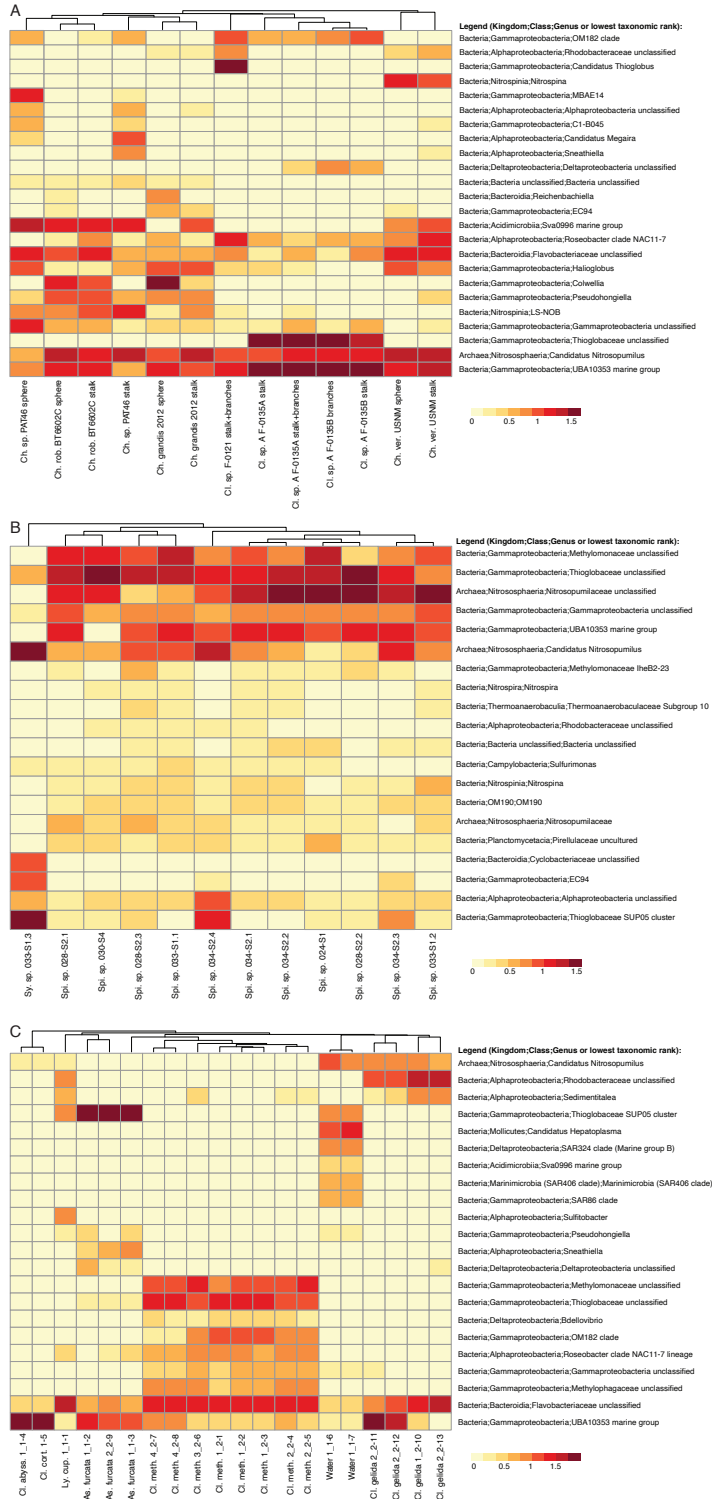 A
Legend (Kingdom;Class;Genus or lowest taxonomic rank):
Bacteria;Gammaproteobacteria;OM182 clade
Bacteria;Alphaproteobacteria;Rhodobacteraceae unclassified
Bacteria;Gammaproteobacteria;Candidatus Thioglobus
Bacteria;Nitrospinia;Nitrospina
Bacteria;Gammaproteobacteria;MBAE14
Bacteria;Alphaproteobacteria;Alphaproteobacteria unclassified
Bacteria;Gammaproteobacteria;C1-B045
Bacteria;Alphaproteobacteria;Candidatus Megaira
Bacteria;Alphaproteobacteria;Sneathiella
Bacteria;Deltaproteobacteria;Deltaproteobacteria unclassified
Bacteria;Bacteria unclassified;Bacteria unclassified
Bacteria;Bacteroidia;Reichenbachiella
Bacteria;Gammaproteobacteria;EC94
Bacteria;Acidimicrobiia;Sva0996 marine group
Bacteria;Alphaproteobacteria;Roseobacter clade NAC11-7
Bacteria;Bacteroidia;Flavobacteriaceae unclassified
Bacteria;Gammaproteobacteria;Halioglobus
Bacteria;Gammaproteobacteria;Colwellia
Bacteria;Gammaproteobacteria;Pseudohongiella
Bacteria;Nitrospinia;LS-NOB
Bacteria;Gammaproteobacteria;Gammaproteobacteria unclassified
Bacteria;Gammaproteobacteria;Thioglobaceae unclassified
Archaea;Nitrososphaeria;Candidatus Nitrosopumilus
Bacteria;Gammaproteobacteria;UBA10353 marine group
Ch. sp. PAT46 sphere
Ch. rob. BT6602C sphere
Ch. rob. BT6602C stalk
Ch. sp. PAT46 stalk
Ch. grandis 2012 sphere
Ch. grandis 2012 stalk
Cl. sp. F-0121 stalk+branches
Cl. sp. A F-0135A stalk
Cl. sp. A F-0135A stalk+branches
Cl. sp. A F-0135B branches
Cl. sp. A F-0135B stalk
Ch. ver. USNM sphere
Ch. ver. USNM stalk
0 0.5 1 1.5
B
Legend (Kingdom;Class;Genus or lowest taxonomic rank):
Bacteria;Gammaproteobacteria;Methylomonaceae unclassified
Bacteria;Gammaproteobacteria;Thioglobaceae unclassified
Archaea;Nitrososphaeria;Nitrosopumilaceae unclassified
Bacteria;Gammaproteobacteria;Gammaproteobacteria unclassified
Bacteria;Gammaproteobacteria;UBA10353 marine group
Archaea;Nitrososphaeria;Candidatus Nitrosopumilus
Bacteria;Gammaproteobacteria;Methylomonaceae IheB2-23
Bacteria;Nitrospira;Nitrospira
Bacteria;Thermoanaerobaculia;Thermoanaerobaculaceae Subgroup 10
Bacteria;Alphaproteobacteria;Rhodobacteraceae unclassified
Bacteria;Bacteria unclassified;Bacteria unclassified
Bacteria;Campylobacteria;Sulfurimonas
Bacteria;Nitrospinia;Nitrospina
Bacteria;OM190;OM190
Archaea;Nitrososphaeria;Nitrosopumilaceae
Bacteria;Planctomycetacia;Pirellulaceae uncultured
Bacteria;Bacteroidia;Cyclobacteriaceae unclassified
Bacteria;Gammaproteobacteria;EC94
Bacteria;Alphaproteobacteria;Alphaproteobacteria unclassified
Bacteria;Gammaproteobacteria;Thioglobaceae SUP05 cluster
Sy. sp. 033-S1.3
Spi. sp. 028-S2.1
Spi. sp. 030-S4
Spi. sp. 028-S2.3
Spi. sp. 033-S1.1
Spi. sp. 034-S2.4
Spi. sp. 034-S2.1
Spi. sp. 034-S2.2
Spi. sp. 024-S1
Spi. sp. 028-S2.2
Spi. sp. 034-S2.3
Spi. sp. 033-S1.2
0 0.5 1 1.5
C
Legend (Kingdom;Class;Genus or lowest taxonomic rank):
Archaea;Nitrososphaeria;Candidatus Nitrosopumilus
Bacteria;Alphaproteobacteria;Rhodobacteraceae unclassified
Bacteria;Alphaproteobacteria;Sedimentitalea
Bacteria;Gammaproteobacteria;Thioglobaceae SUP05 cluster
Bacteria;Mollicutes;Candidatus Hepatoplasma
Bacteria;Deltaproteobacteria;SAR324 clade (Marine group B)
Bacteria;Acidimicrobiia;Sva0996 marine group
Bacteria;Marinimicrobia (SAR406 clade);Marinimicrobia (SAR406 clade)
Bacteria;Gammaproteobacteria;SAR86 clade
Bacteria;Alphaproteobacteria;Sulfitobacter
Bacteria;Gammaproteobacteria;Pseudohongiella
Bacteria;Alphaproteobacteria;Sneathiella
Bacteria;Deltaproteobacteria;Deltaproteobacteria unclassified
Bacteria;Gammaproteobacteria;Methylomonaceae unclassified
Bacteria;Gammaproteobacteria;Thioglobaceae unclassified
Bacteria;Deltaproteobacteria;Bdellovibrio
Bacteria;Gammaproteobacteria;OM182 clade
Bacteria;Alphaproteobacteria;Roseobacter clade NAC11-7 lineage
Bacteria;Gammaproteobacteria;Gammaproteobacteria unclassified
Bacteria;Gammaproteobacteria;Methylophagaceae unclassified
Bacteria;Bacteroidia;Flavobacteriaceae unclassified
Bacteria;Gammaproteobacteria;UBA10353 marine group
Cl. abyss. 1_1-4
Cl. cort. 1-5
Ly. cup. 1_1-1
As. furcata 1_1-2
As. furcata 2_2-9
As. furcata 1_1-3
Cl. meth. 4_2-7
Cl. meth. 4_2-8
Cl. meth. 3_2-6
Cl. meth. 1_2-1
Cl. meth. 1_2-2
Cl. meth. 1_2-3
Cl. meth. 2_2-4
Cl. meth. 2_2-5
Water 1_1-6
Water 1_1-7
Cl. gelida 2_2-11
Cl. gelida 2_2-12
Cl. gelida 1_2-10
Cl. gelida 2_2-13
0 0.5 1 1.5